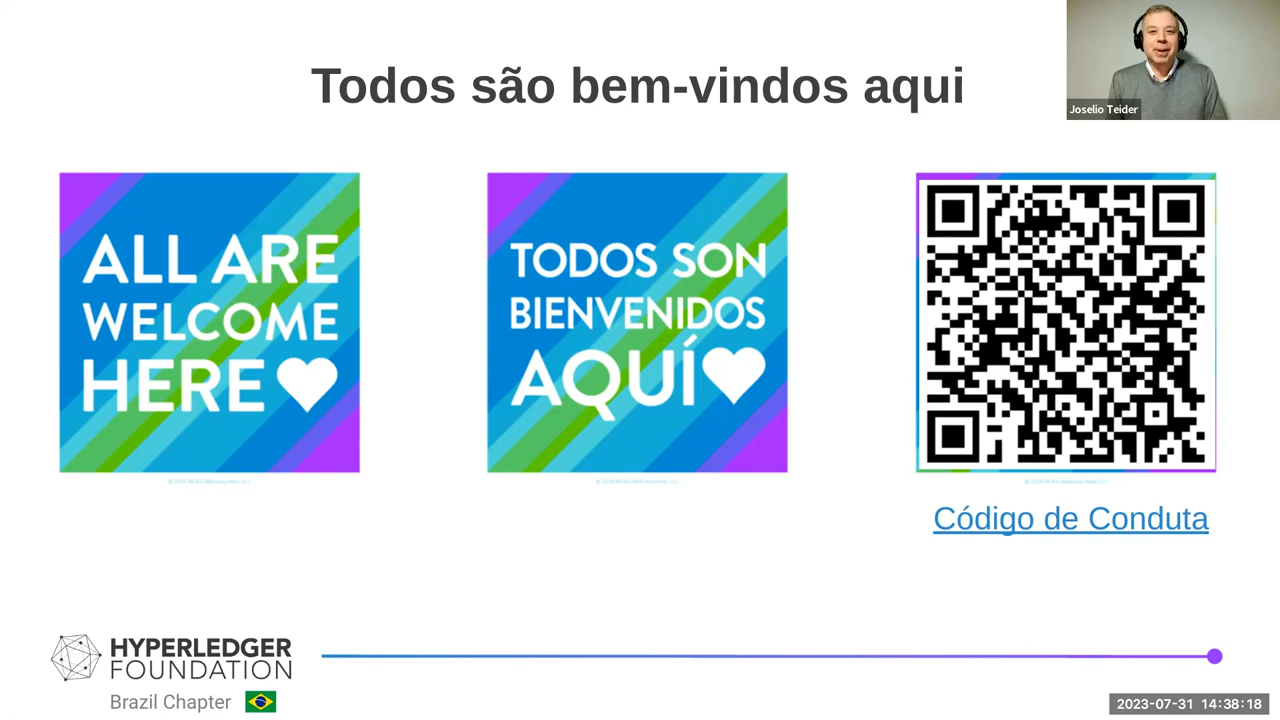 Todos são bem-vindos aqui
Joselio Teider
ALL ARE
WELCOME
HERE
TODOS SON
BIENVENIDOS
AQUÍ
Código de Conduta
HYPERLEDGER
FOUNDATION
Brazil Chapter
2023-07-31 14:38:18